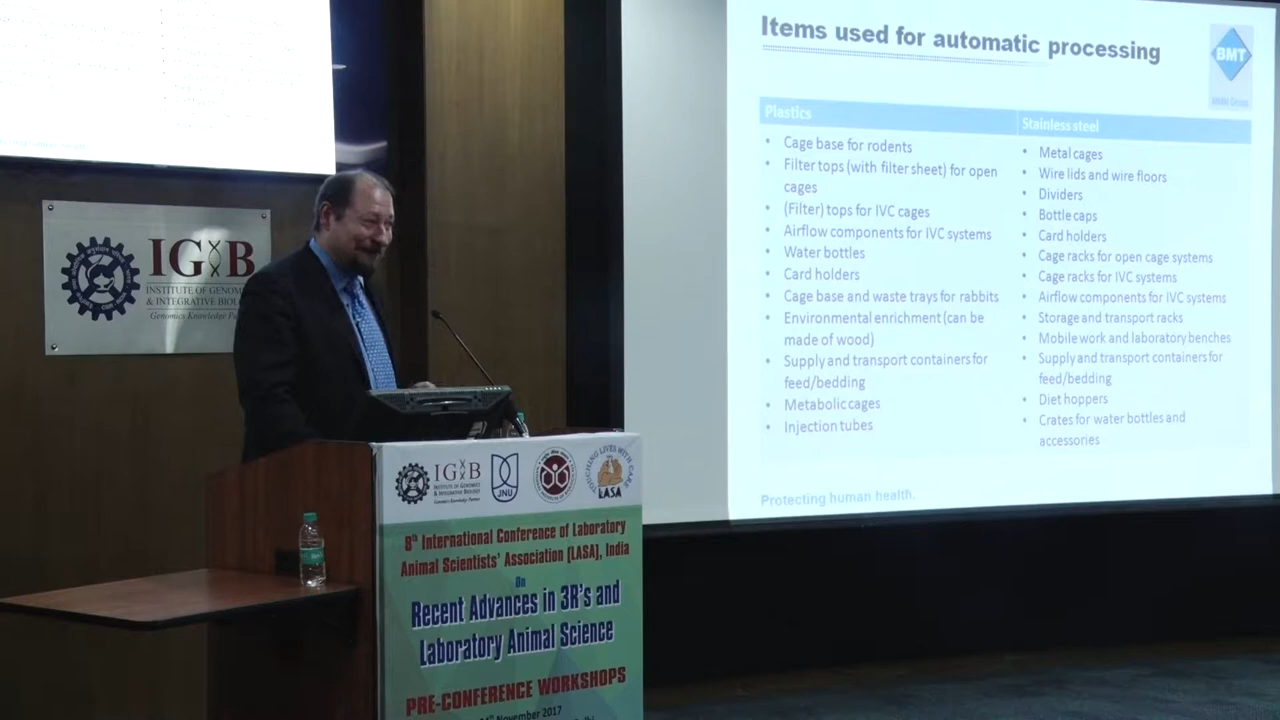 Items used for automatic processing
BMT
Plastics
• Cage base for rodents
• Filter tops (with filter sheet) for open
cages
• (Filter) tops for IVC cages
• Airflow components for IVC systems
• Water bottles
• Card holders
• Cage base and waste trays for rabbits
• Environmental enrichment (can be
made of wood)
• Supply and transport containers for
feed/bedding
• Metabolic cages
• Injection tubes
Stainless steel
• Metal cages
• Wire lids and wire floors
• Dividers
• Bottle caps
• Card holders
• Cage racks for open cage systems
• Cage racks for IVC systems
• Airflow components for IVC systems
• Storage and transport racks
• Mobile work and laboratory benches
• Supply and transport containers for
feed/bedding
• Diet hoppers
• Crates for water bottles and
accessories
Protecting human health.
IGIB
INSTITUTE OF
& INTEGRATIVE
Genomics Knowledge
IGIB
INSTITUTE OF GENOMICS
& INTEGRATIVE BIOLOGY
Genomics Knowledge Partner
JNU
TOUCHING LIVES WITH CARE
LASA
8th International Conference of Laboratory
Animal Scientists' Association (LASA), India
On
Recent Advances in 3R's and
Laboratory Animal Science
PRE-CONFERENCE WORKSHOPS
November 2017